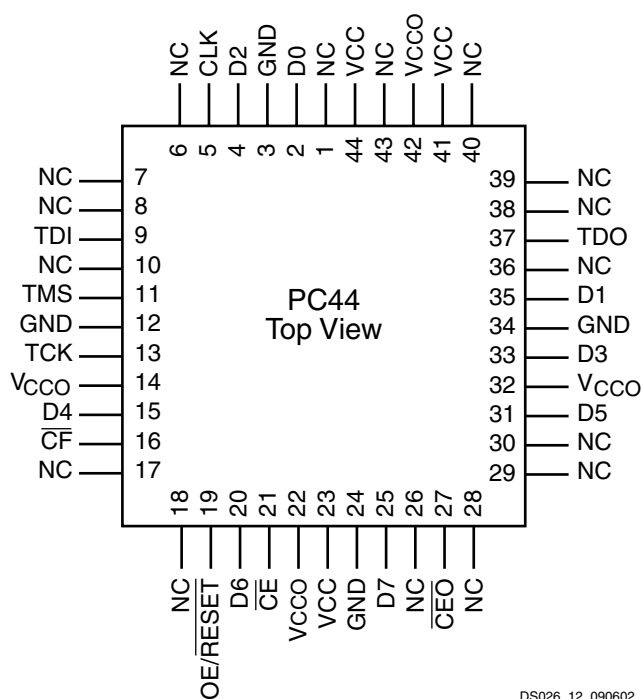 NC CLK D2 GND D0 NC VCC NC VCCO VCC NC
6 5 4 3 2 1 44 43 42 41 40
NC 7
NC 8
TDI 9
NC 10
TMS 11
GND 12
TCK 13
VCCO 14
D4 15
CF 16
NC 17
PC44
Top View
39 NC
38 NC
37 TDO
36 NC
35 D1
34 GND
33 D3
32 VCCO
31 D5
30 NC
29 NC
18 19 20 21 22 23 24 25 26 27 28
NC OE/RESET D6 CE VCCO VCC GND D7 NC CEO NC
DS026_12_090602